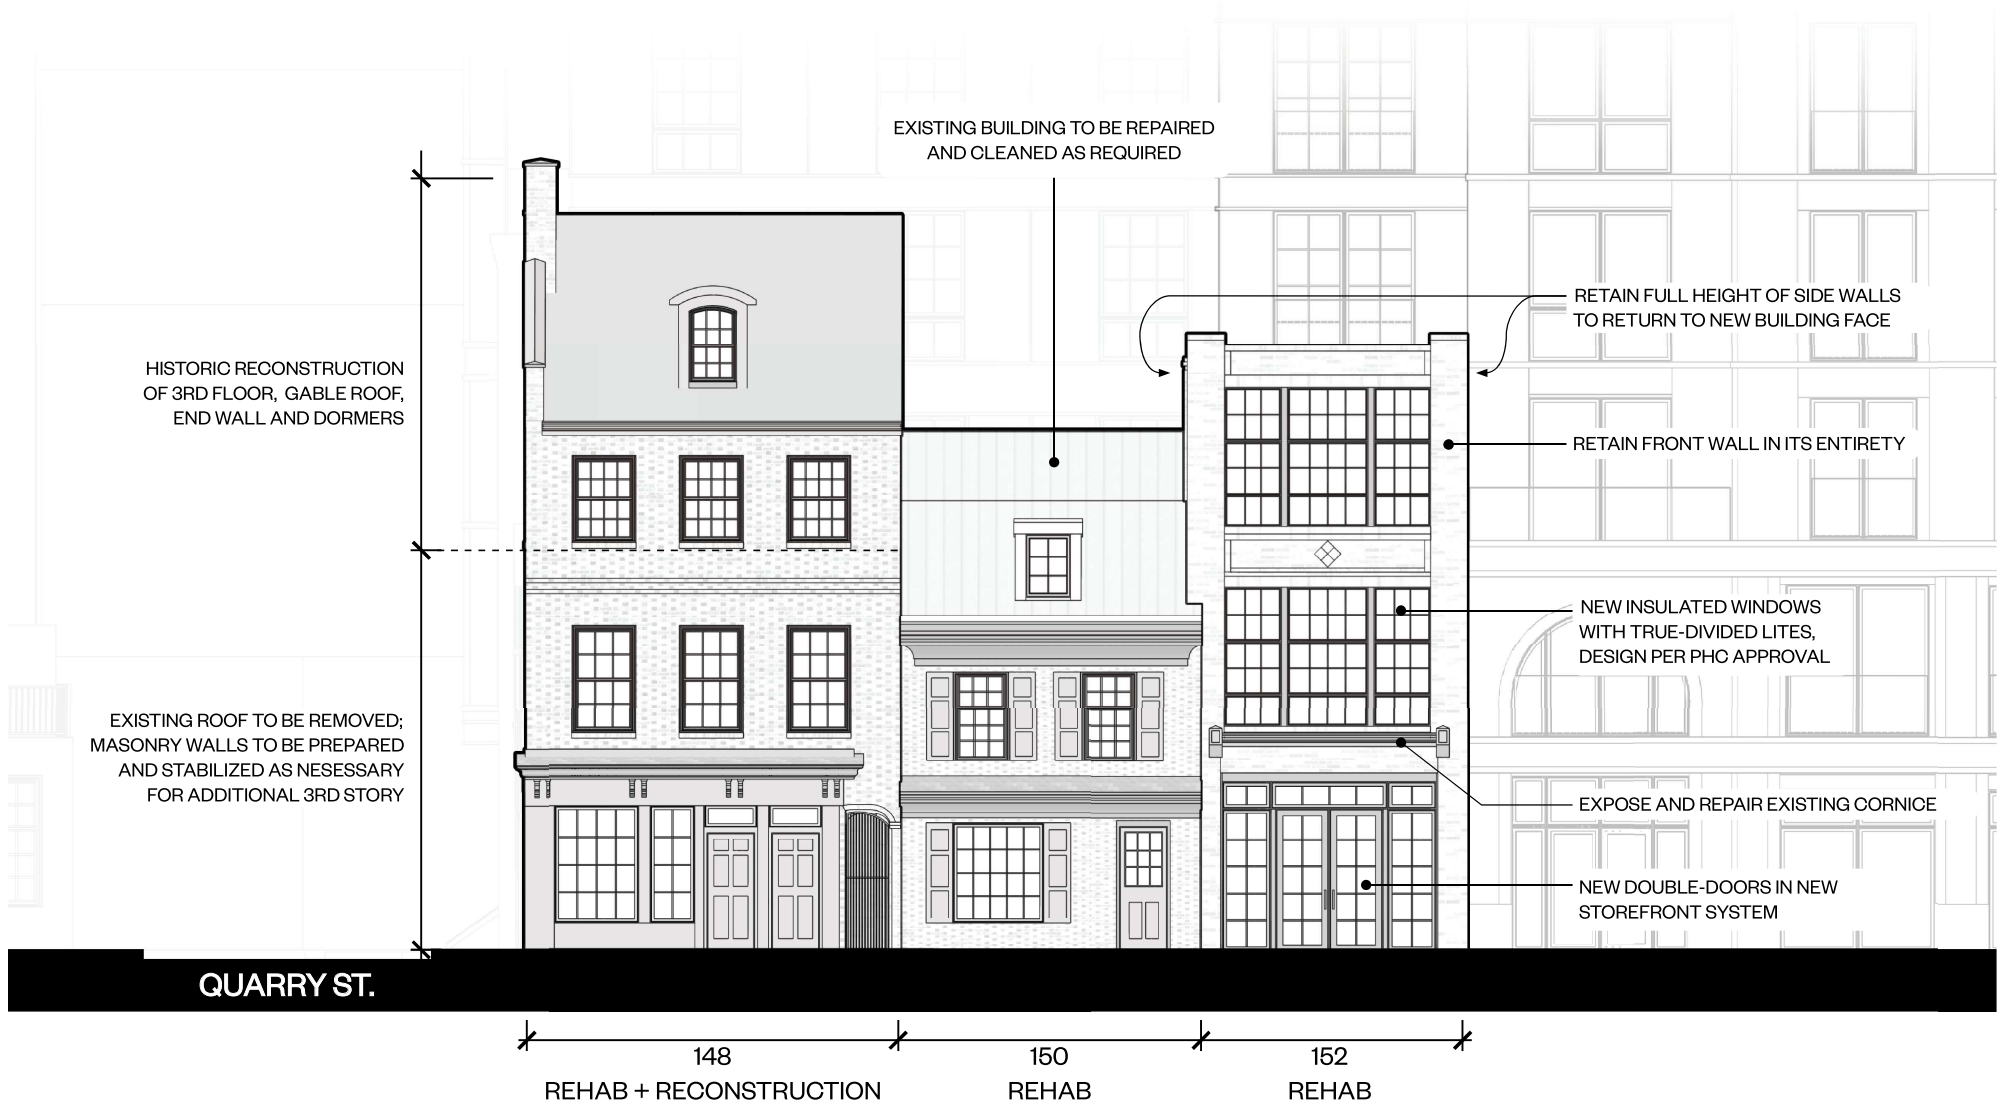 EXISTING BUILDING TO BE REPAIRED
AND CLEANED AS REQUIRED
RETAIN FULL HEIGHT OF SIDE WALLS
TO RETURN TO NEW BUILDING FACE
HISTORIC RECONSTRUCTION
OF 3RD FLOOR, GABLE ROOF,
END WALL AND DORMERS
RETAIN FRONT WALL IN ITS ENTIRETY
NEW INSULATED WINDOWS
WITH TRUE-DIVIDED LITES,
DESIGN PER PHC APPROVAL
EXISTING ROOF TO BE REMOVED;
MASONRY WALLS TO BE PREPARED
AND STABILIZED AS NESESSARY
FOR ADDITIONAL 3RD STORY
EXPOSE AND REPAIR EXISTING CORNICE
NEW DOUBLE-DOORS IN NEW
STOREFRONT SYSTEM
QUARRY ST.
148
REHAB + RECONSTRUCTION
150
REHAB
152
REHAB